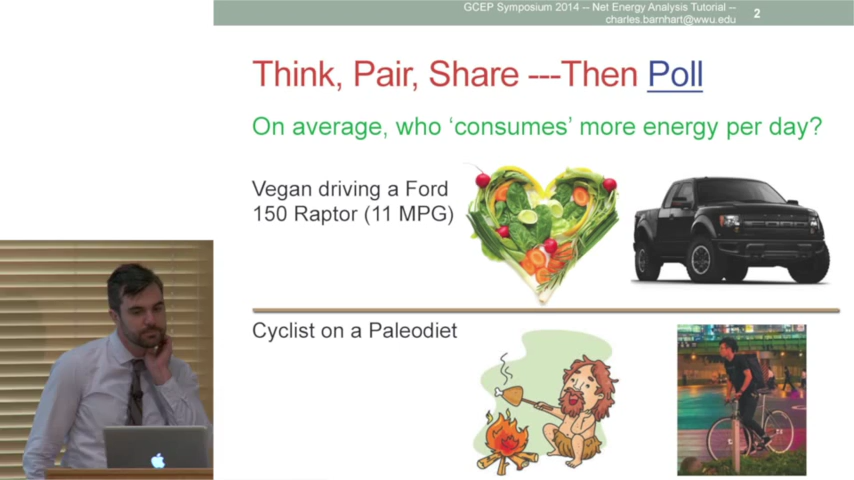 GCEP Symposium 2014 -- Net Energy Analysis Tutorial --
charles.barnhart@wwu.edu
2
Think, Pair, Share ---Then Poll
On average, who ‘consumes’ more energy per day?
Vegan driving a Ford
150 Raptor (11 MPG)
Cyclist on a Paleodiet